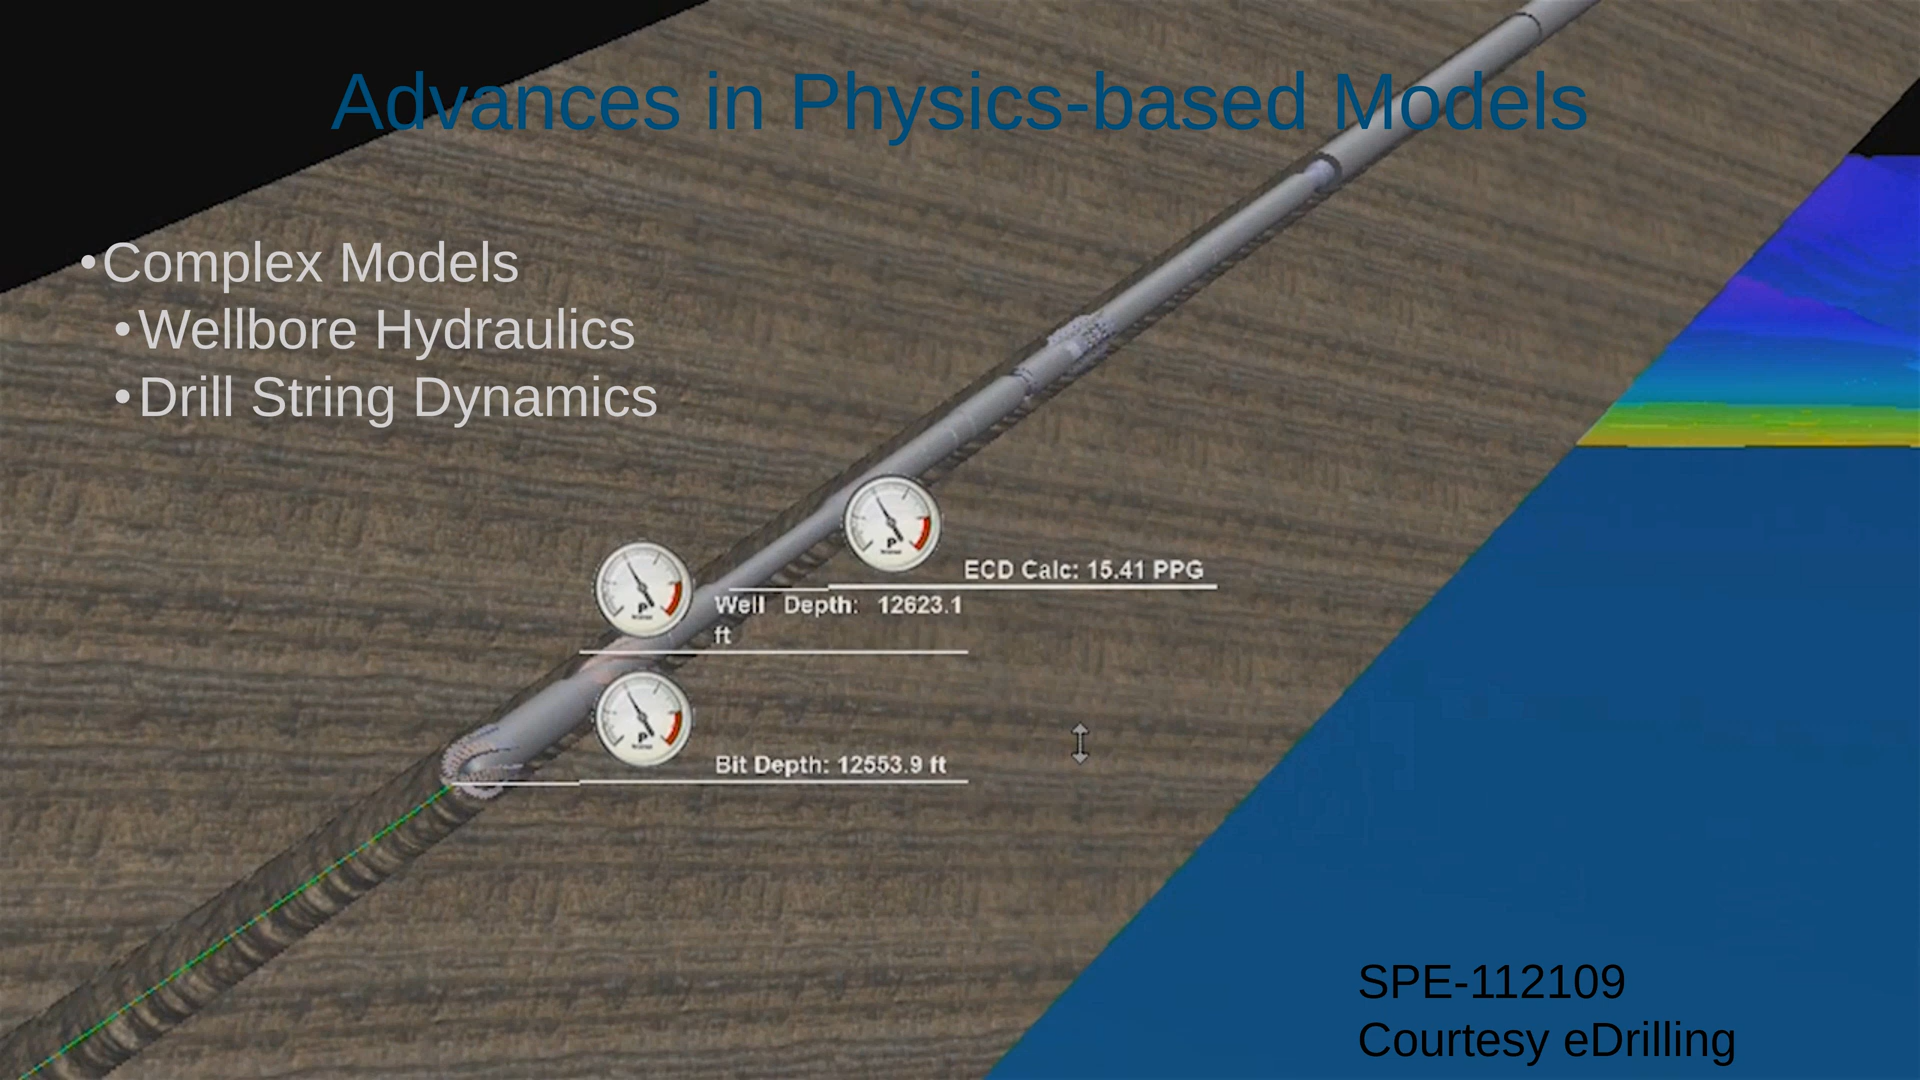 Advances in Physics-based Models
•Complex Models
•Wellbore Hydraulics
•Drill String Dynamics
ECD Calc: 15.41 PPG
Well Depth: 12623.1
ft
Bit Depth: 12553.9 ft
P
P
P
SPE-112109
Courtesy eDrilling